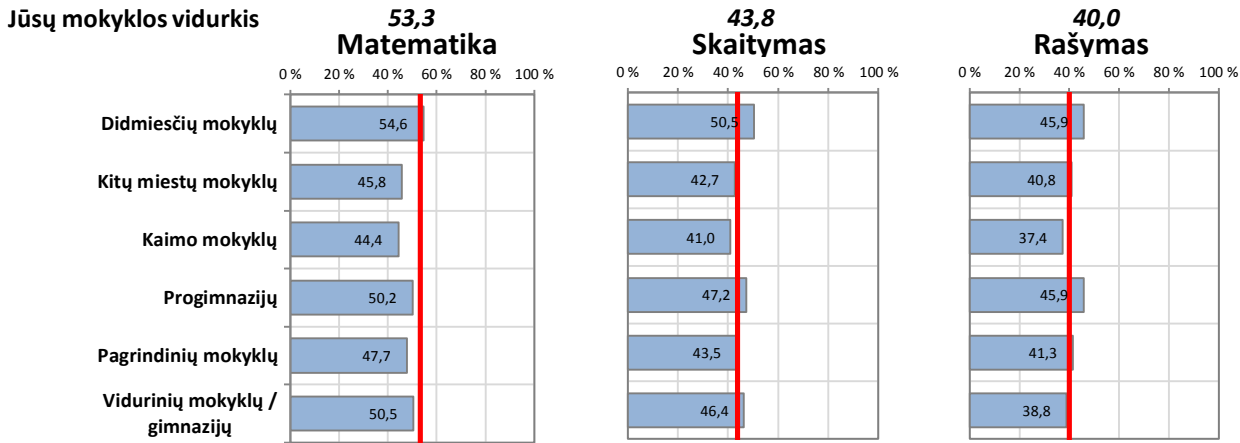 Jūsų mokyklos vidurkis 53,3 43,8 40,0
Matematika Skaitymas Rašymas
0 % 20 % 40 % 60 % 80 % 100 % 0 % 20 % 40 % 60 % 80 % 100 % 0 % 20 % 40 % 60 % 80 % 100 %
Didmiesčių mokyklų 54,6 50,5 45,9
Kitų miestų mokyklų 45,8 42,7 40,8
Kaimo mokyklų 44,4 41,0 37,4
Progimnazijų 50,2 47,2 45,9
Pagrindinių mokyklų 47,7 43,5 41,3
Vidurinių mokyklų /
gimnazijų 50,5 46,4 38,8